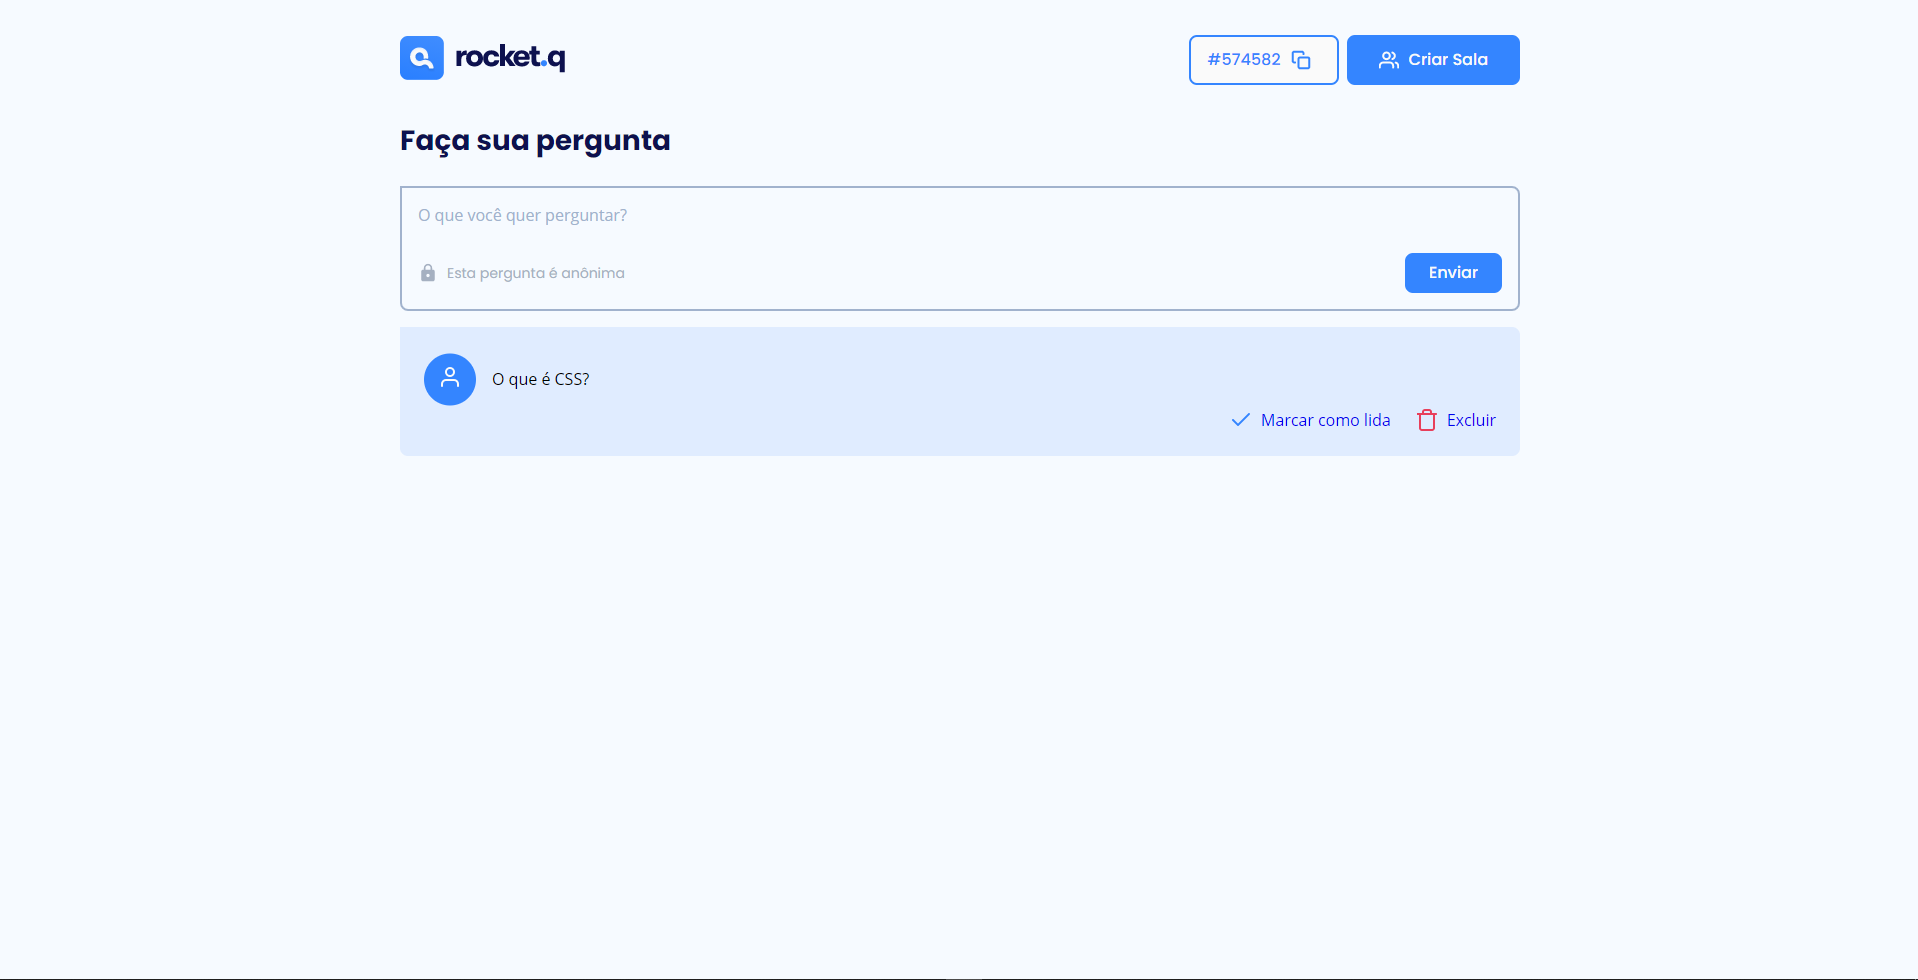 rocket.q
#574582
Criar Sala
Faça sua pergunta
O que você quer perguntar?
Esta pergunta é anônima
Enviar
O que é CSS?
Marcar como lida
Excluir